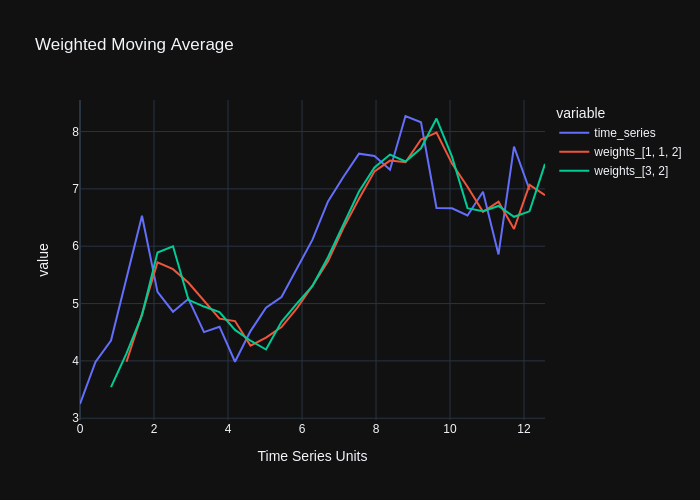 Weighted Moving Average
value
8
7
6
5
4
3
0 2 4 6 8 10 12
Time Series Units
variable
time_series
weights_[1, 1, 2]
weights_[3, 2]